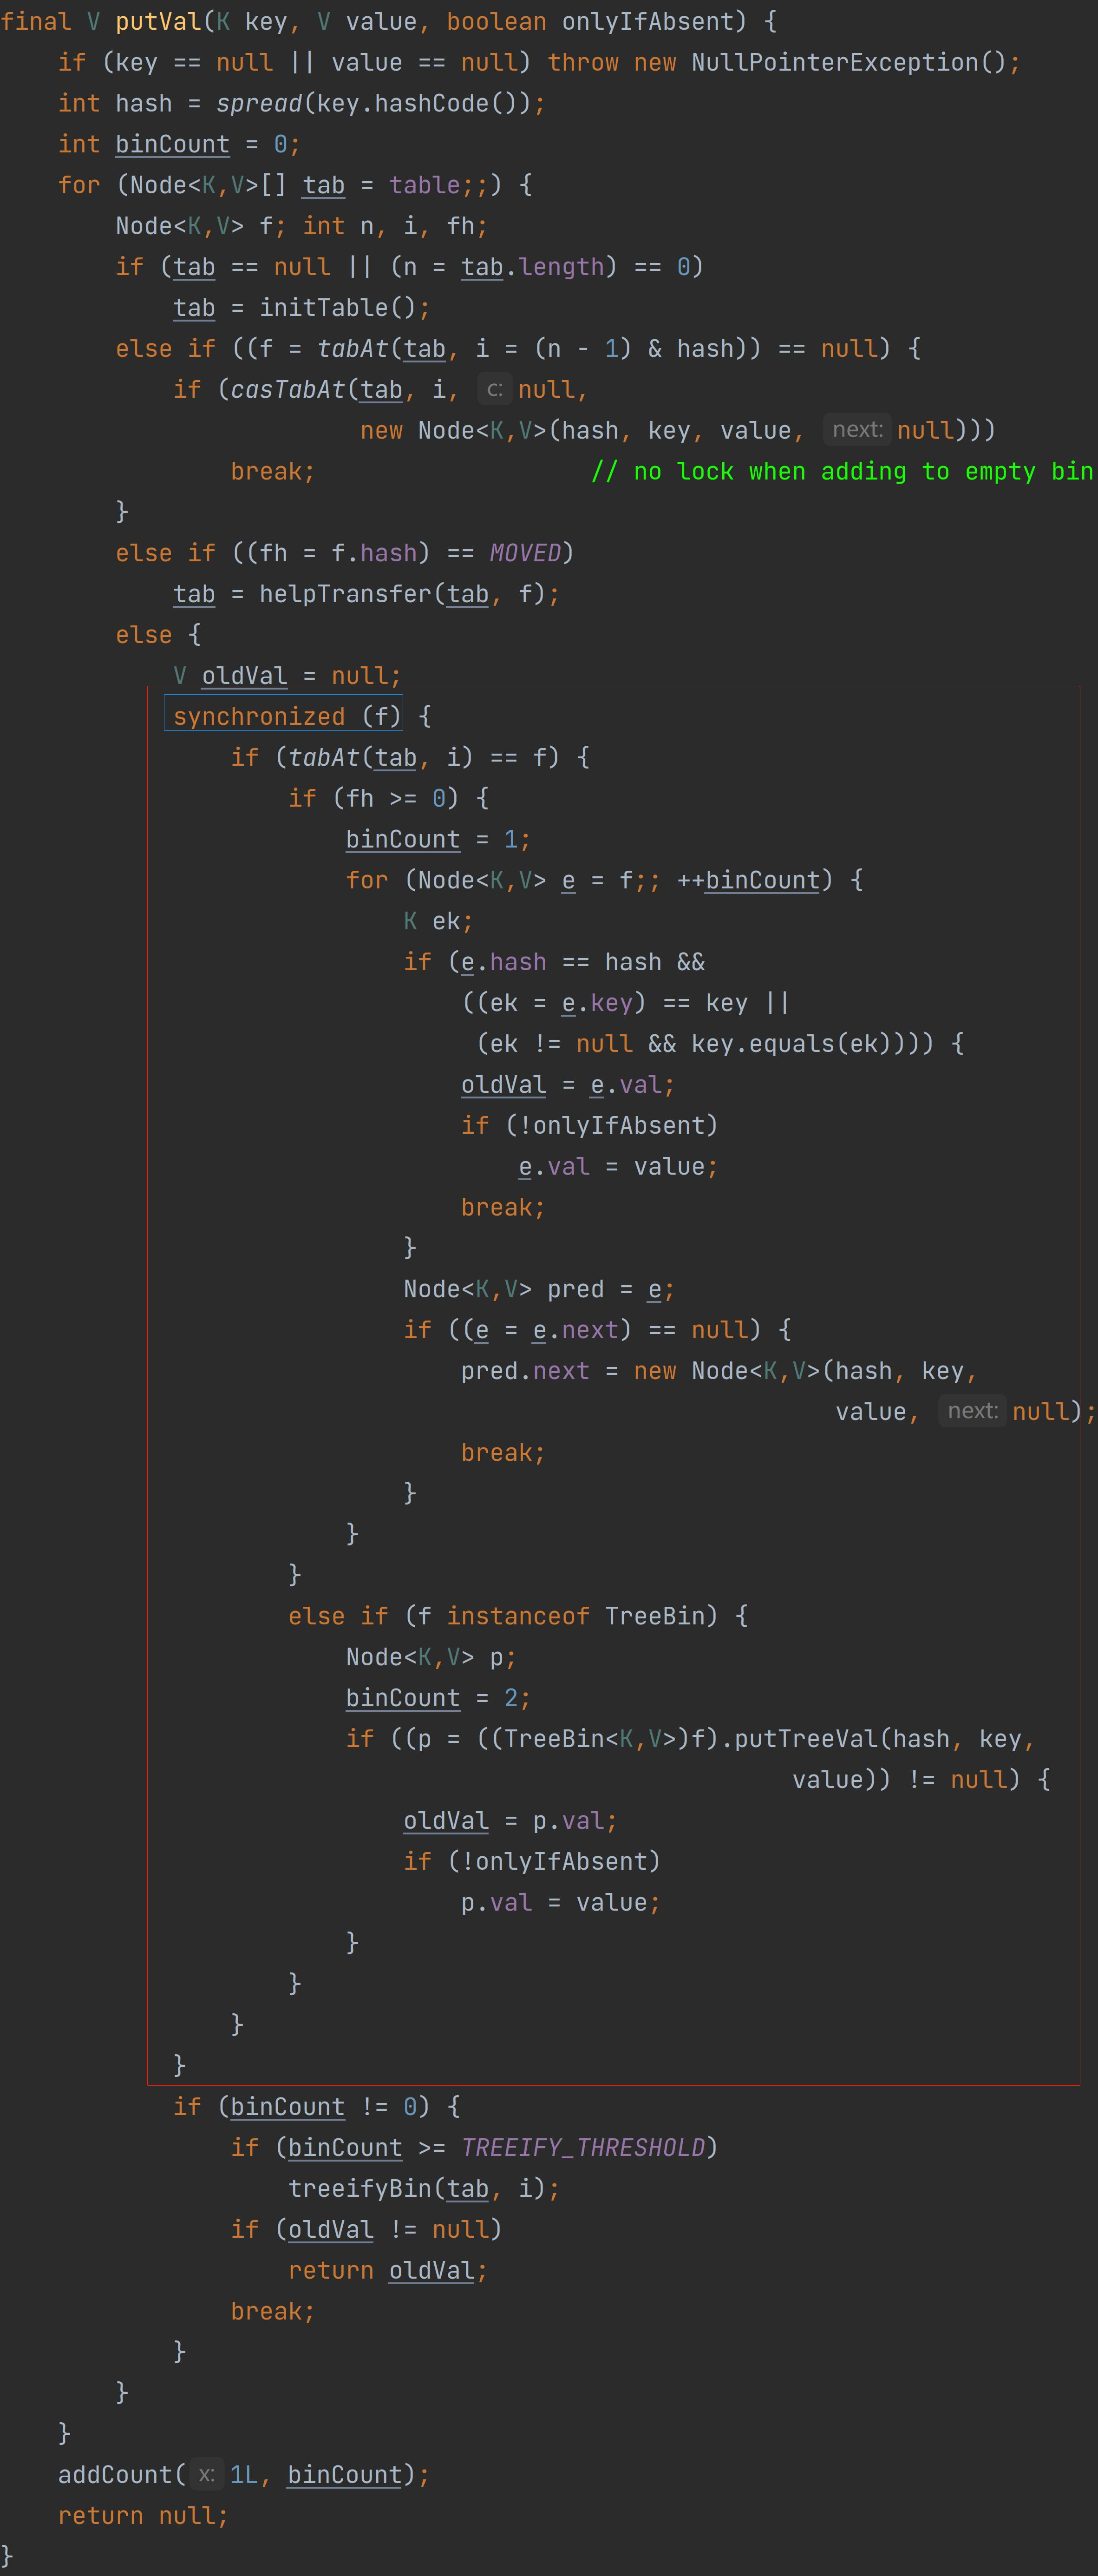 final V putVal(K key, V value, boolean onlyIfAbsent) {
    if (key == null || value == null) throw new NullPointerException();
    int hash = spread(key.hashCode());
    int binCount = 0;
    for (Node<K,V>[] tab = table;;) {
        Node<K,V> f; int n, i, fh;
        if (tab == null || (n = tab.length) == 0)
            tab = initTable();
        else if ((f = tabAt(tab, i = (n - 1) & hash)) == null) {
            if (casTabAt(tab, i, c: null,
                         new Node<K,V>(hash, key, value, next: null)))
                break;                   // no lock when adding to empty bin
        }
        else if ((fh = f.hash) == MOVED)
            tab = helpTransfer(tab, f);
        else {
            V oldVal = null;
            synchronized (f) {
                if (tabAt(tab, i) == f) {
                    if (fh >= 0) {
                        binCount = 1;
                        for (Node<K,V> e = f;; ++binCount) {
                            K ek;
                            if (e.hash == hash &&
                                ((ek = e.key) == key ||
                                 (ek != null && key.equals(ek)))) {
                                oldVal = e.val;
                                if (!onlyIfAbsent)
                                    e.val = value;
                                break;
                            }
                            Node<K,V> pred = e;
                            if ((e = e.next) == null) {
                                pred.next = new Node<K,V>(hash, key,
                                                          value, next: null);
                                break;
                            }
                        }
                    }
                    else if (f instanceof TreeBin) {
                        Node<K,V> p;
                        binCount = 2;
                        if ((p = ((TreeBin<K,V>)f).putTreeVal(hash, key,
                                                       value)) != null) {
                            oldVal = p.val;
                            if (!onlyIfAbsent)
                                p.val = value;
                        }
                    }
                }
            }
            if (binCount != 0) {
                if (binCount >= TREEIFY_THRESHOLD)
                    treeifyBin(tab, i);
                if (oldVal != null)
                    return oldVal;
                break;
            }
        }
    }
    addCount(x: 1L, binCount);
    return null;
}